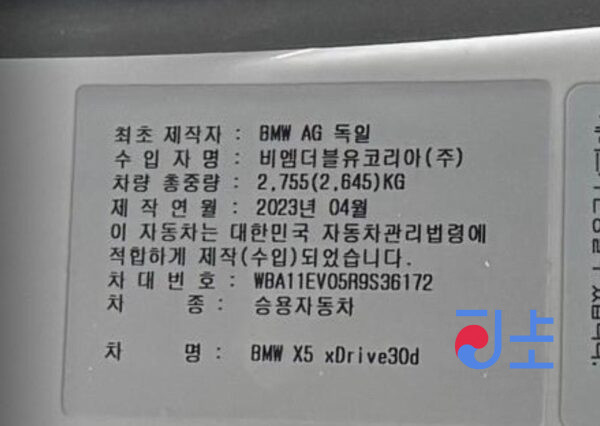 최초 제작자 : BMW AG 독일
수 입 자 명 : 비엠더블유코리아(주)
차량 총중량 : 2,755(2,645)KG
제 작 연 월 : 2023년 04월
이 자동차는 대한민국 자동차관리법령에
적합하게 제작(수입)되었습니다.
차 대 번 호 : WBA11EV05R9S36172
차 종 : 승용자동차
차 명 : BMW X5 xDrive30d